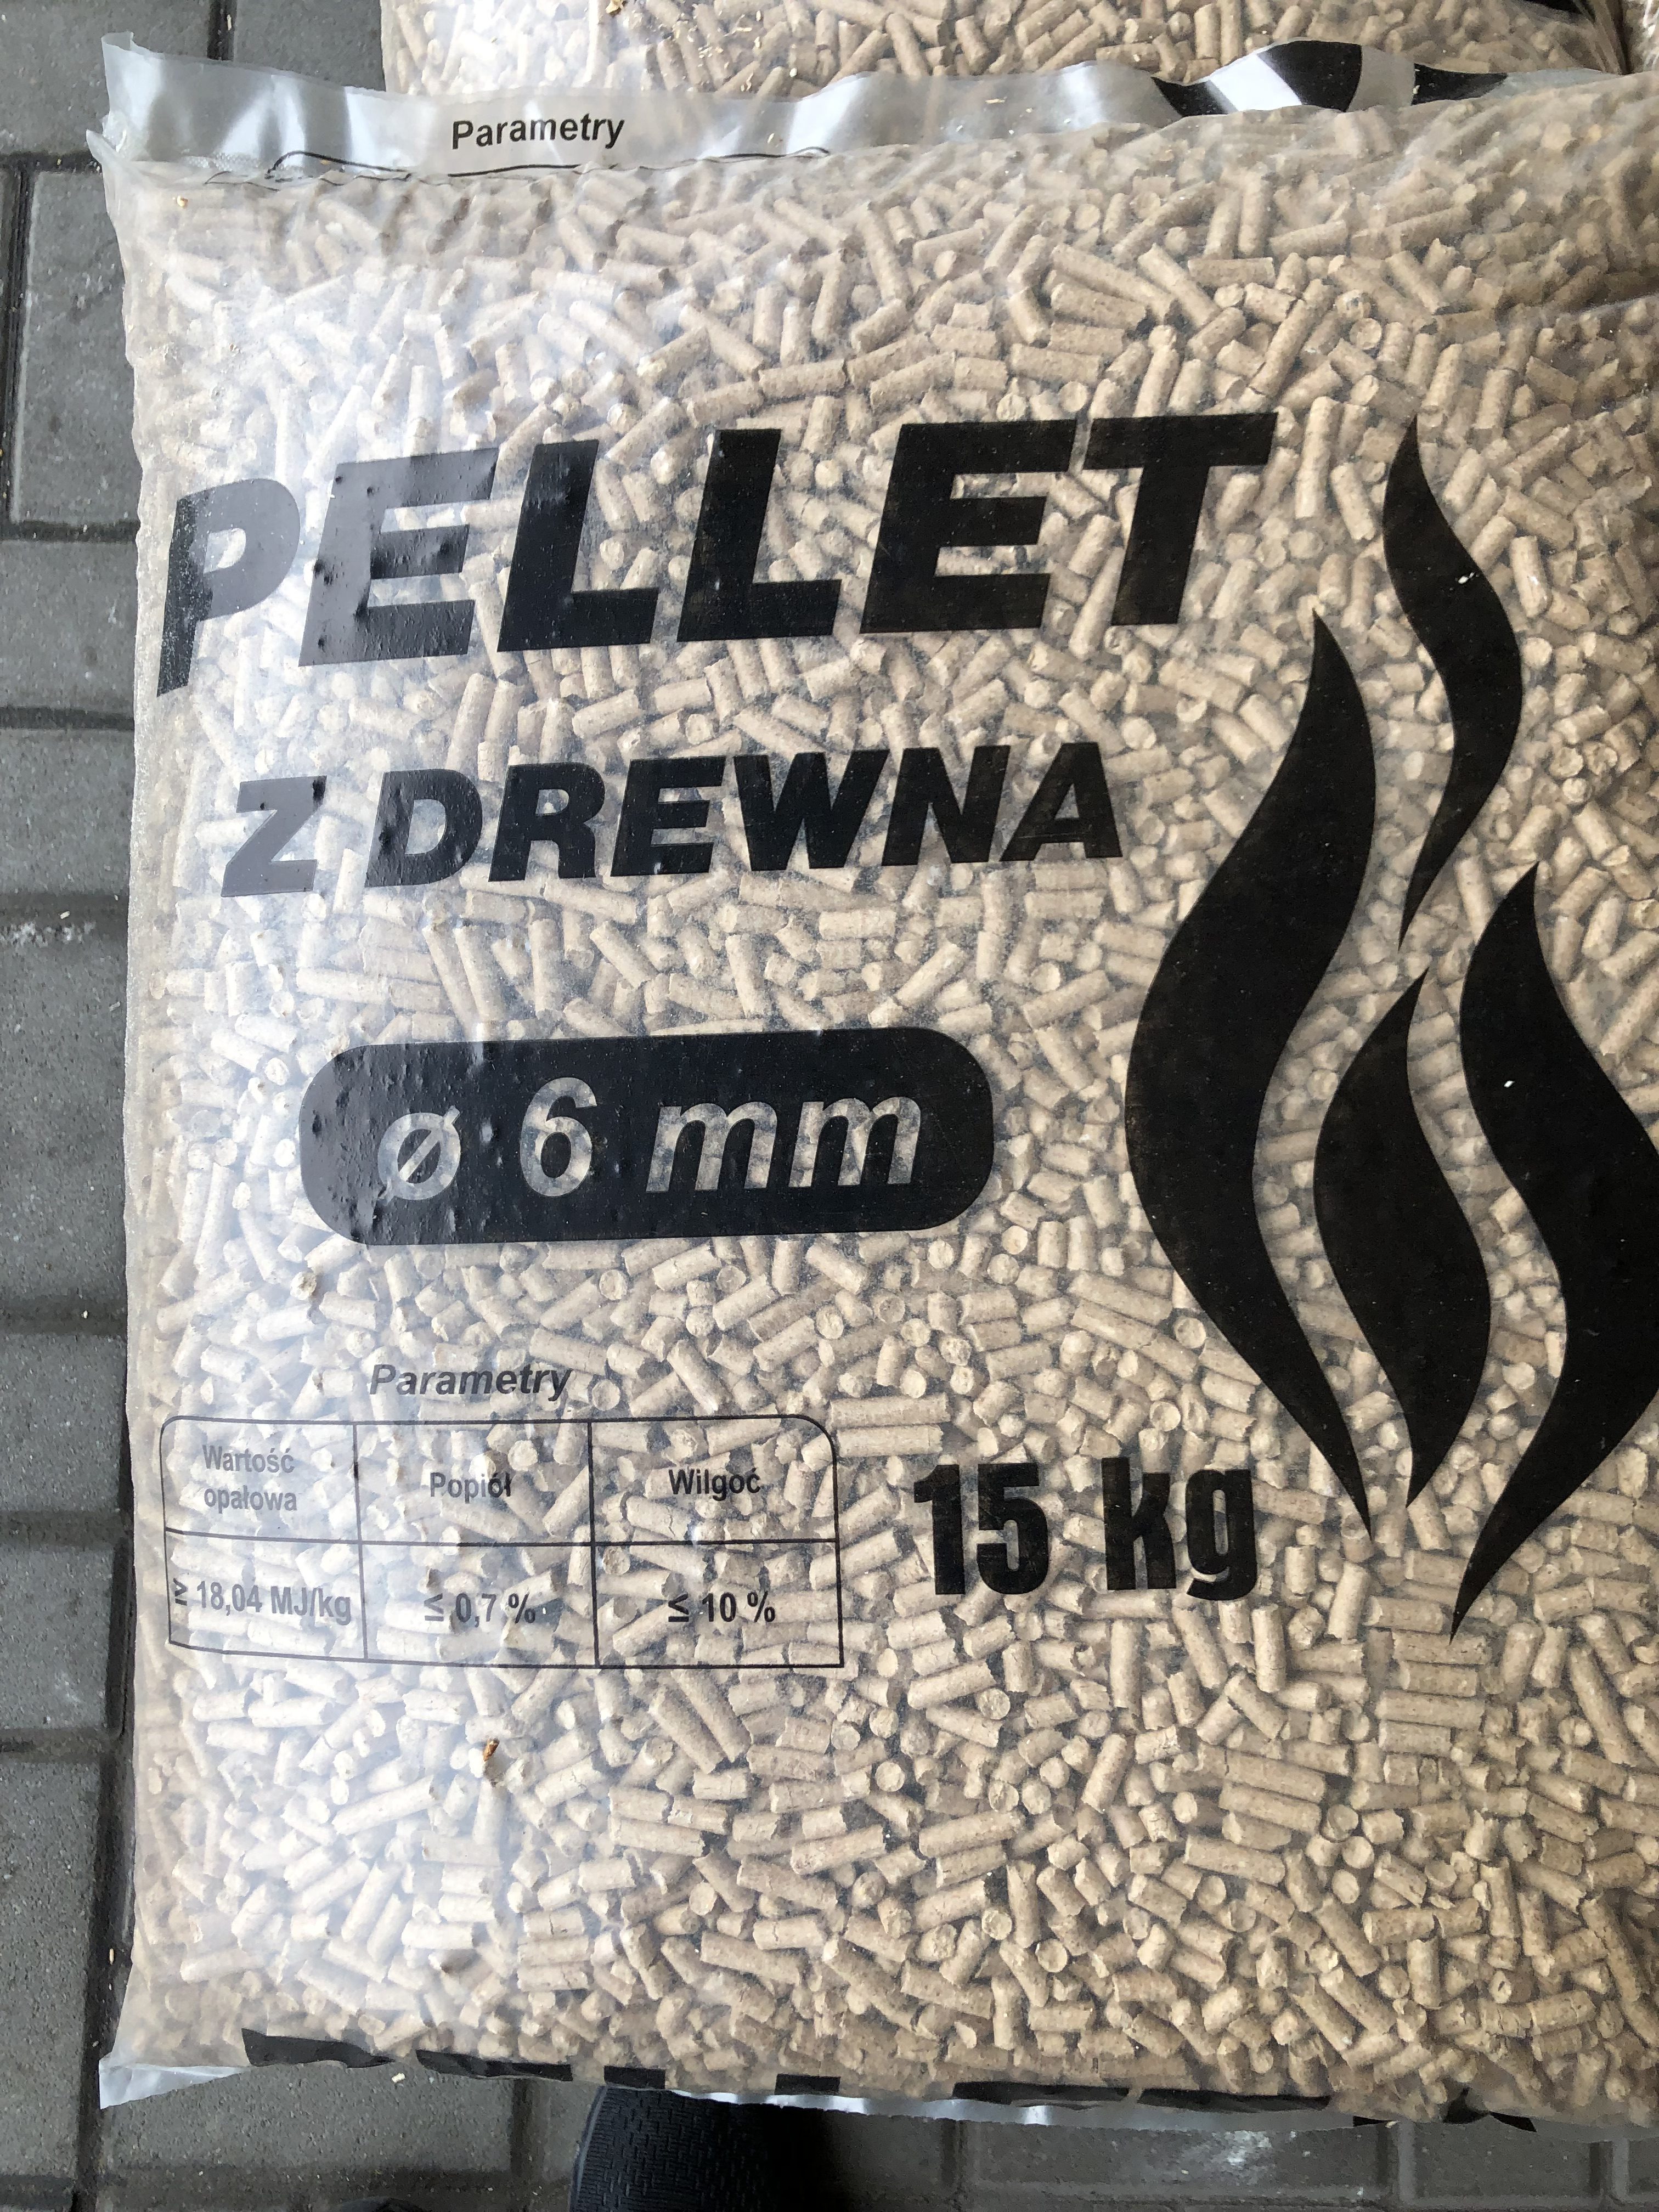 Parametry
PELLET
Z DREWNA
ø 6 mm
Parametry
Wartość
opałowa
Popiół
Wilgoć
≥ 18,04 MJ/kg
≤ 0,7 %
≤ 10 %
15 kg